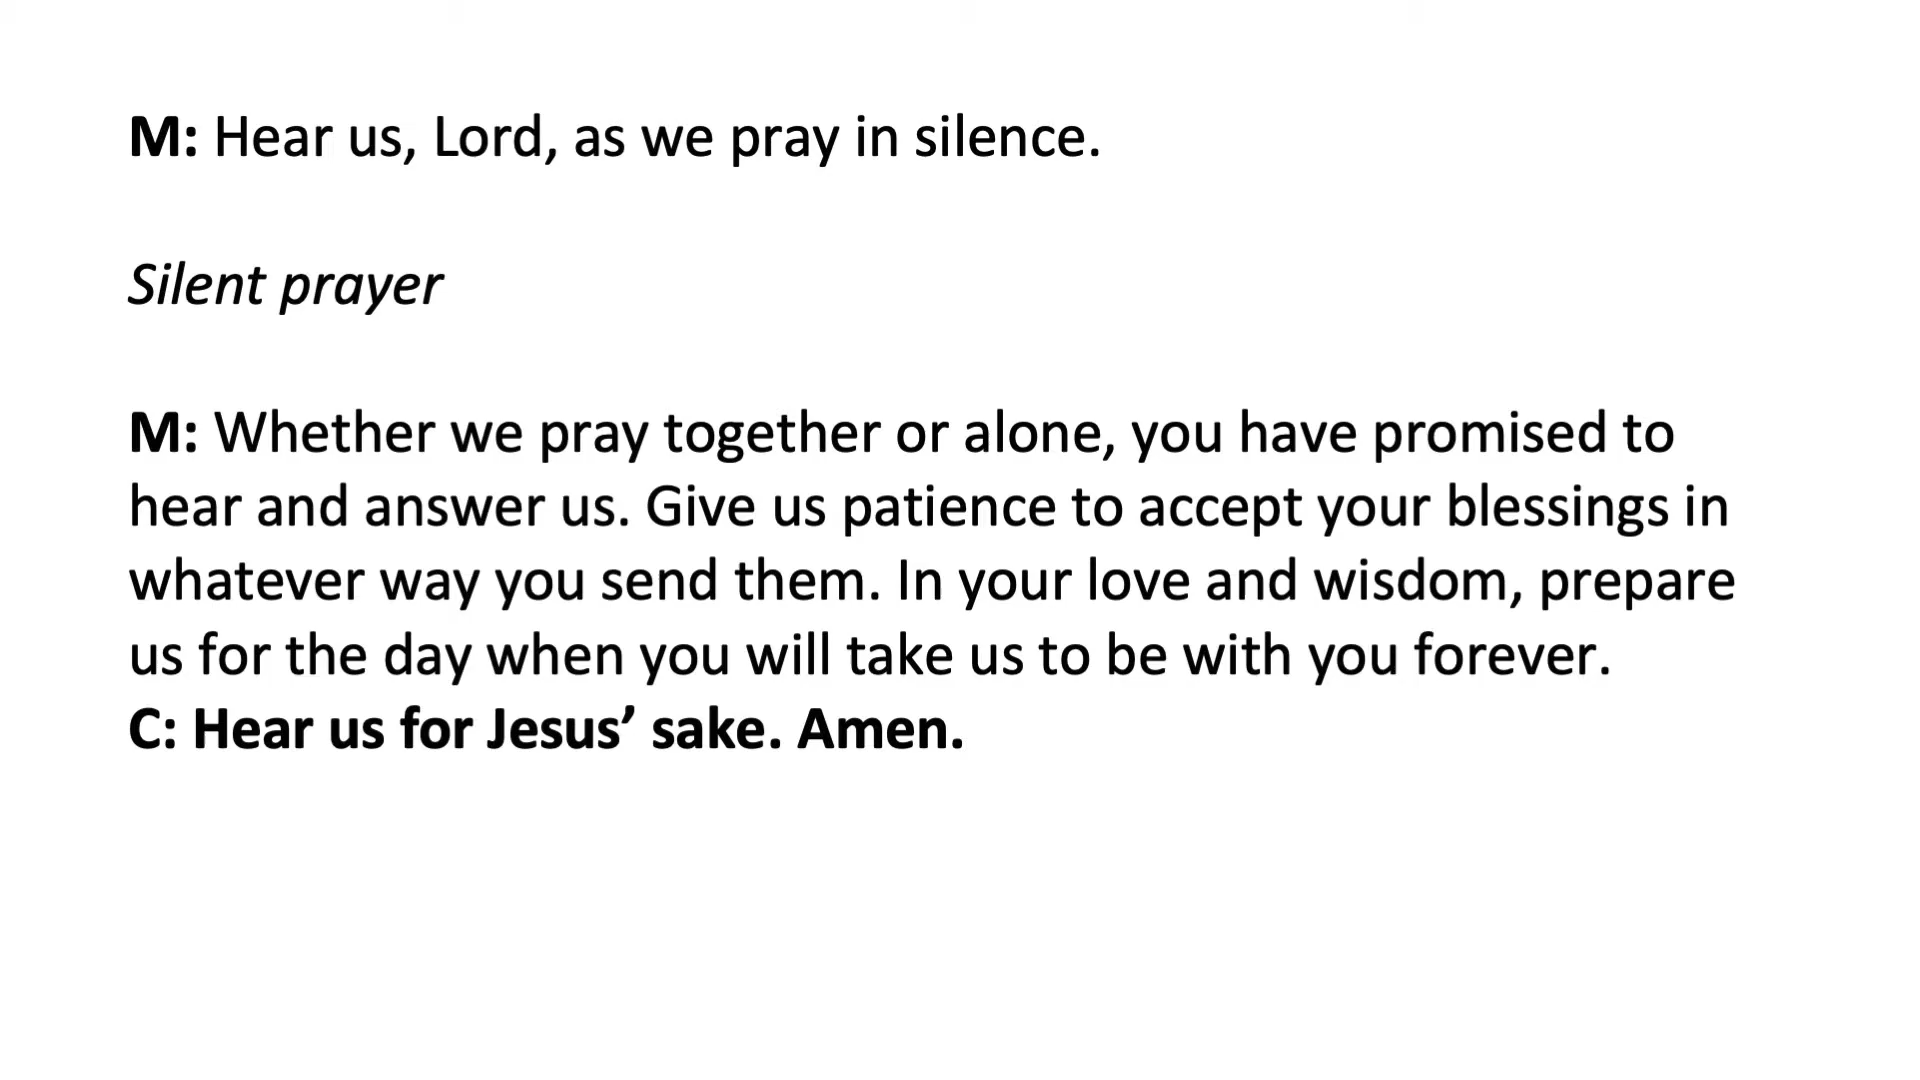 M: Hear us, Lord, as we pray in silence.
Silent prayer
M: Whether we pray together or alone, you have promised to
hear and answer us. Give us patience to accept your blessings in
whatever way you send them. In your love and wisdom, prepare
us for the day when you will take us to be with you forever.
C: Hear us for Jesus’ sake. Amen.